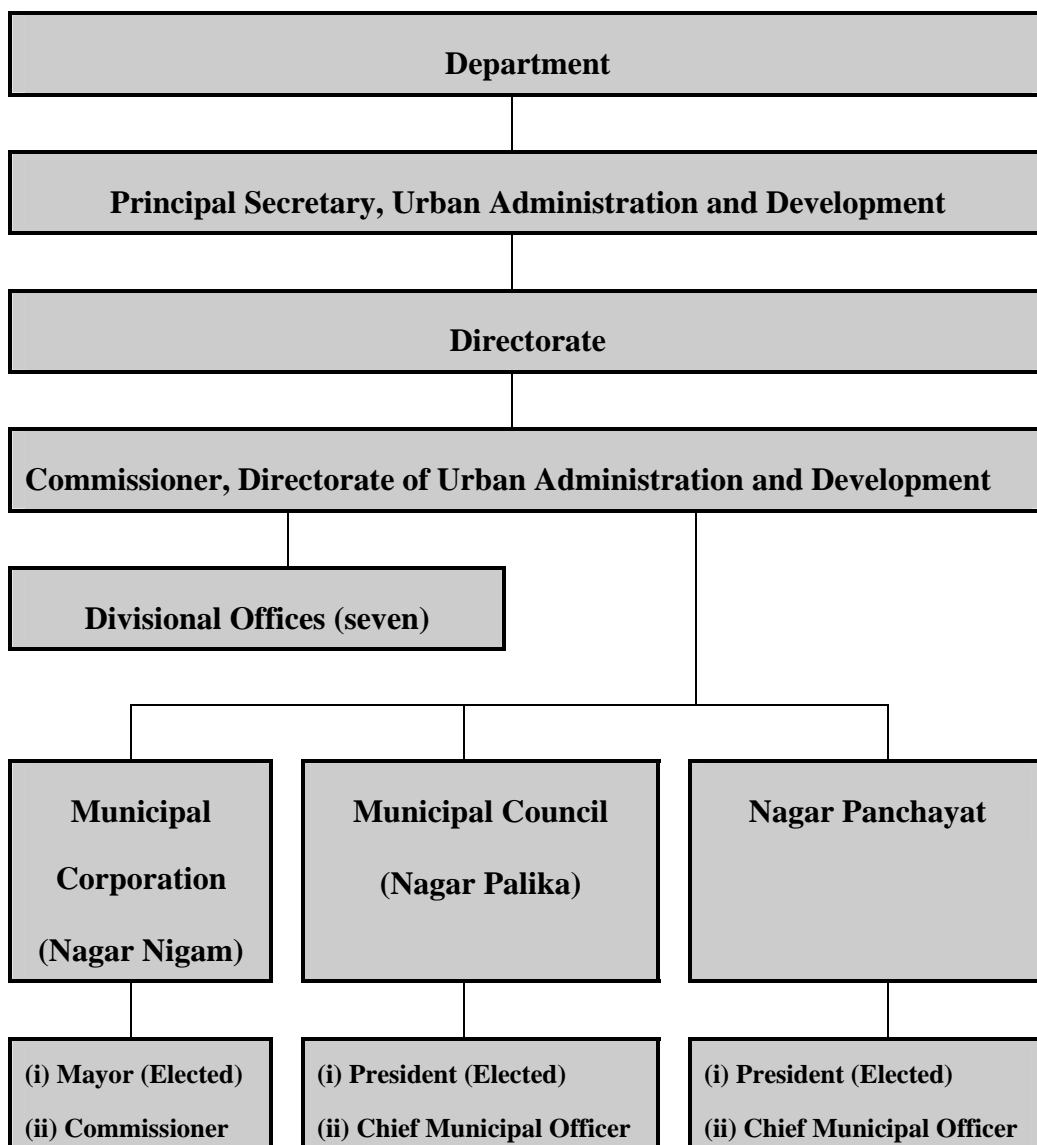 Department
Principal Secretary, Urban Administration and Development
Directorate
Commissioner, Directorate of Urban Administration and Development
Divisional Offices (seven)
Municipal
Corporation
(Nagar Nigam)
Municipal Council
(Nagar Palika)
Nagar Panchayat
(i) Mayor (Elected)
(ii) Commissioner
(i) President (Elected)
(ii) Chief Municipal Officer
(i) President (Elected)
(ii) Chief Municipal Officer